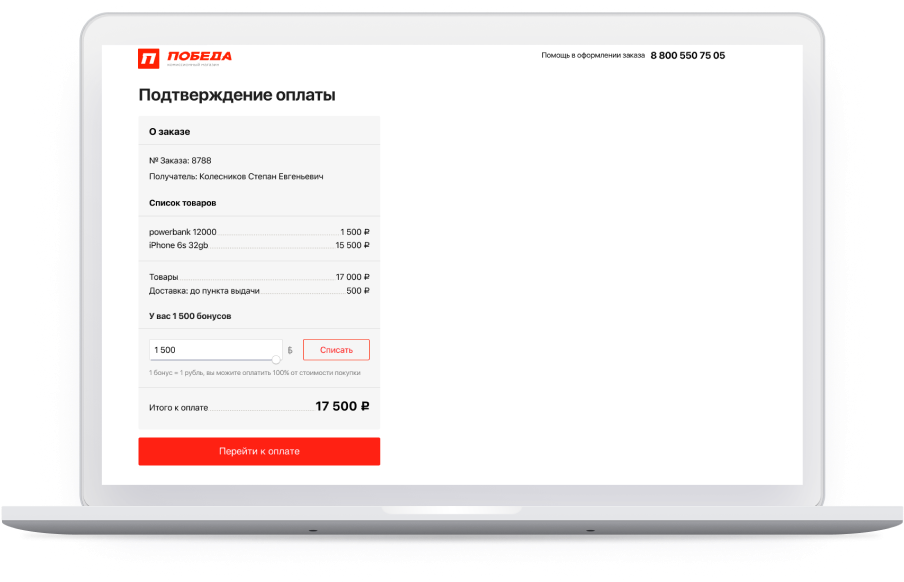 П ПОБЕДА
Помощь в оформлении заказа 8 800 550 75 05
Подтверждение оплаты
О заказе
№ Заказа: 8788
Получатель: Колесников Степан Евгеньевич
Список товаров
powerbank 12000 1 500 ₽
iPhone 6s 32gb 15 500 ₽
Товары 17 000 ₽
Доставка: до пункта выдачи 500 ₽
У вас 1 500 бонусов
1 500 Б Списать
1 бонус = 1 рубль, вы можите оплатить 100% от стоимости покупки
Итого к оплате 17 500 ₽
Перейти к оплате